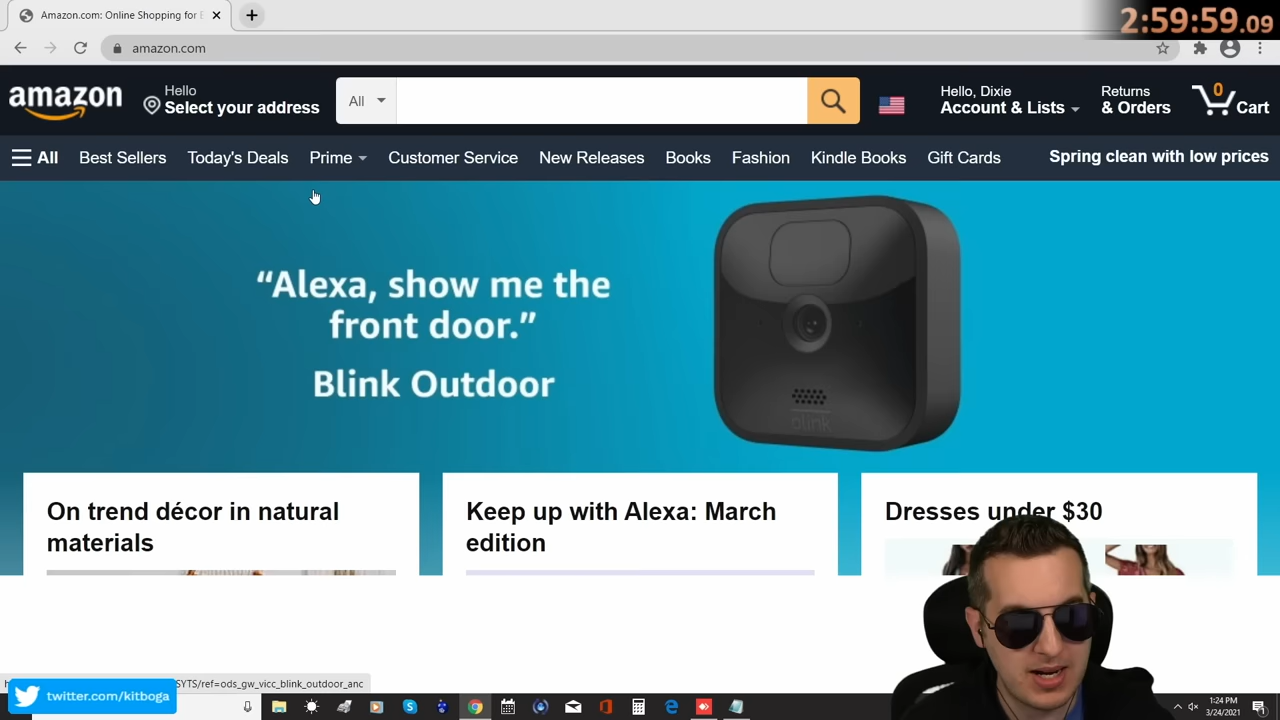 Amazon.com: Online Shopping for E
2:59:59.09
amazon.com
amazon
Hello
Select your address
All
Hello, Dixie
Account & Lists
Returns
& Orders
0
Cart
All
Best Sellers
Today's Deals
Prime
Customer Service
New Releases
Books
Fashion
Kindle Books
Gift Cards
Spring clean with low prices
“Alexa, show me the
front door.”
Blink Outdoor
blink
On trend décor in natural
materials
Keep up with Alexa: March
edition
Dresses under $30
SYTS/ref=ods_gw_vicc_blink_outdoor_anc
twitter.com/kitboga
1:24 PM
3/24/2021